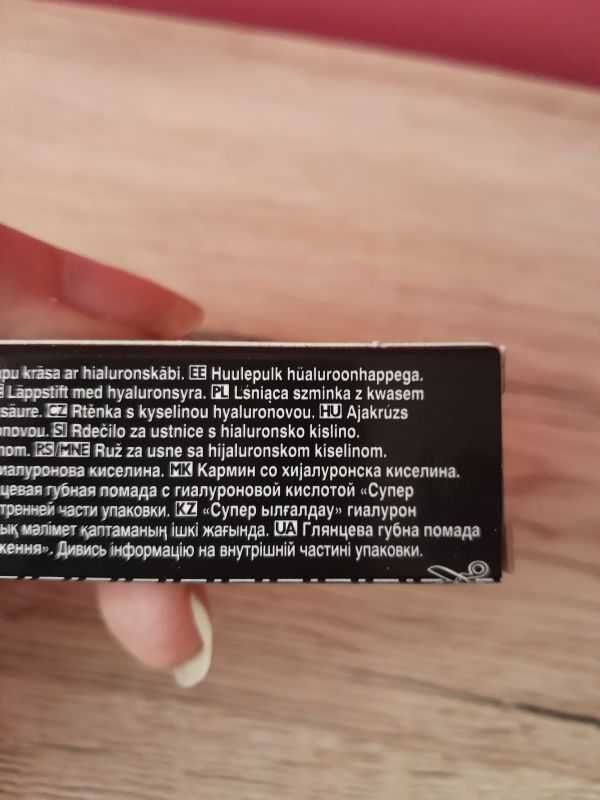 pu krāsa ar hialuronskābi. EE Huulepulk hüaluroonhappega.
Läppstift med hyaluronsyra. PL Lśniąca szminka z kwasem
säure. CZ Rtěnka s kyselinou hyaluronovou. HU Ajakrúzs
onovou. SI Rdečilo za ustnice s hialuronsko kislino.
nom. RS/MNE Ruž za usne sa hijaluronskom kiselinom.
иалуронова киселина. MK Кармин со хијалуронска киселина.
цевая губная помада с гиалуроновой кислотой «Супер
тренней части упаковки. KZ «Супер ылғалдау» гиалурон
ық мәлімет қаптаманың ішкі жағында. UA Глянцева губна помада
ження». Дивись інформацію на внутрішній частині упаковки.